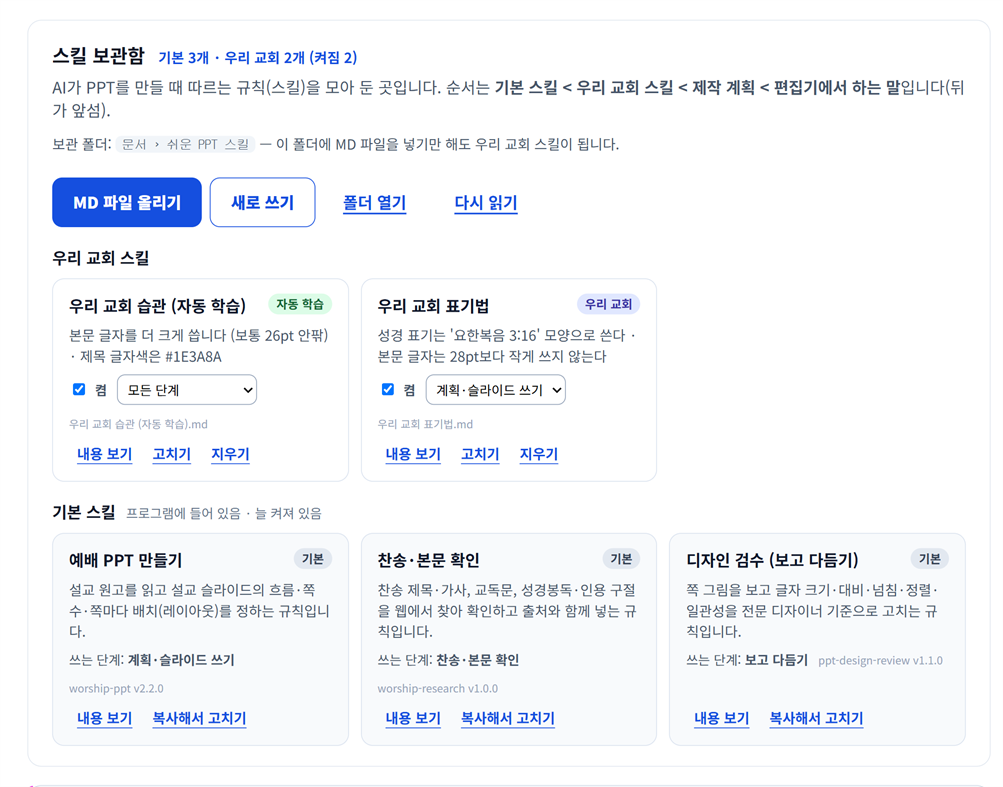 스킬 보관함 기본 3개 · 우리 교회 2개 (켜짐 2)
AI가 PPT를 만들 때 따르는 규칙(스킬)을 모아 둔 곳입니다. 순서는 기본 스킬 < 우리 교회 스킬 < 제작 계획 < 편집기에서 하는 말입니다(뒤
가 앞섬).
보관 폴더: 문서 › 쉬운 PPT 스킬 — 이 폴더에 MD 파일을 넣기만 해도 우리 교회 스킬이 됩니다.
MD 파일 올리기 새로 쓰기 폴더 열기 다시 읽기
우리 교회 스킬
우리 교회 습관 (자동 학습) 자동 학습
본문 글자를 더 크게 씁니다 (보통 26pt 안팎)
· 제목 글자색은 #1E3A8A
켬 모든 단계
우리 교회 습관 (자동 학습).md
내용 보기 고치기 지우기
우리 교회 표기법 우리 교회
성경 표기는 '요한복음 3:16' 모양으로 쓴다 ·
본문 글자는 28pt보다 작게 쓰지 않는다
켬 계획·슬라이드 쓰기
우리 교회 표기법.md
내용 보기 고치기 지우기
기본 스킬 프로그램에 들어 있음 · 늘 켜져 있음
예배 PPT 만들기 기본
설교 원고를 읽고 설교 슬라이드의 흐름·쪽
수·쪽마다 배치(레이아웃)를 정하는 규칙입니
다.
쓰는 단계: 계획·슬라이드 쓰기
worship-ppt v2.2.0
내용 보기 복사해서 고치기
찬송·본문 확인 기본
찬송 제목·가사, 교독문, 성경봉독·인용 구절
을 웹에서 찾아 확인하고 출처와 함께 넣는 규
칙입니다.
쓰는 단계: 찬송·본문 확인
worship-research v1.0.0
내용 보기 복사해서 고치기
디자인 검수 (보고 다듬기) 기본
쪽 그림을 보고 글자 크기·대비·넘침·정렬·
일관성을 전문 디자이너 기준으로 고치는 규
칙입니다.
쓰는 단계: 보고 다듬기 ppt-design-review v1.1.0
내용 보기 복사해서 고치기